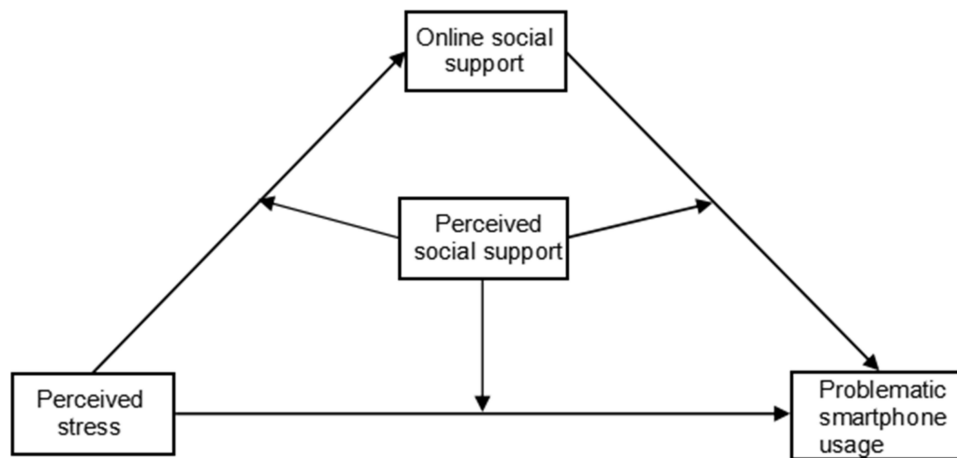 Online social
support
Perceived
social support
Perceived
stress
Problematic
smartphone
usage